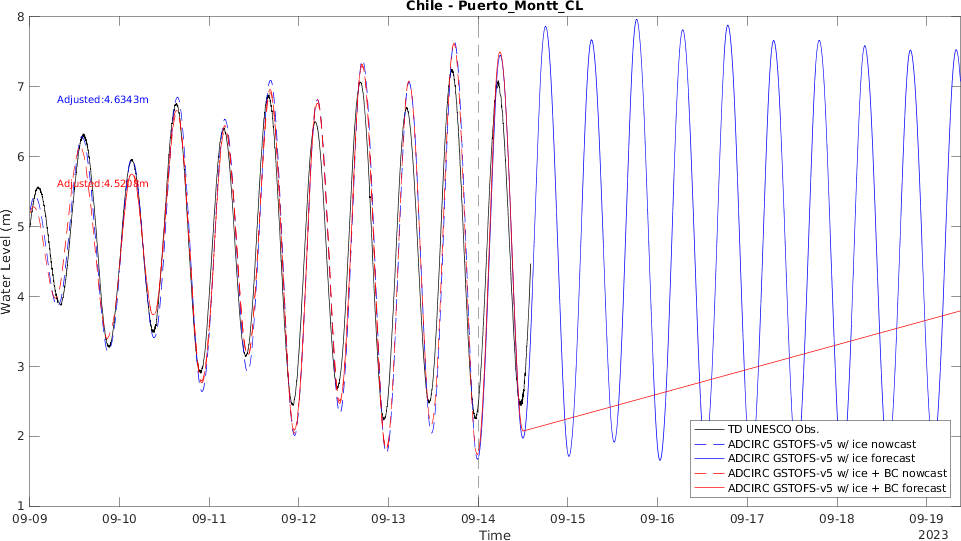 Chile - Puerto_Montt_CL
8
7
6
5
4
3
2
1
Water Level (m)
Adjusted:4.6343m
Adjusted:4.5208m
TD UNESCO Obs.
ADCIRC GSTOFS-v5 w/ ice nowcast
ADCIRC GSTOFS-v5 w/ ice forecast
ADCIRC GSTOFS-v5 w/ ice + BC nowcast
ADCIRC GSTOFS-v5 w/ ice + BC forecast
09-09 09-10 09-11 09-12 09-13 09-14 09-15 09-16 09-17 09-18 09-19
Time
2023